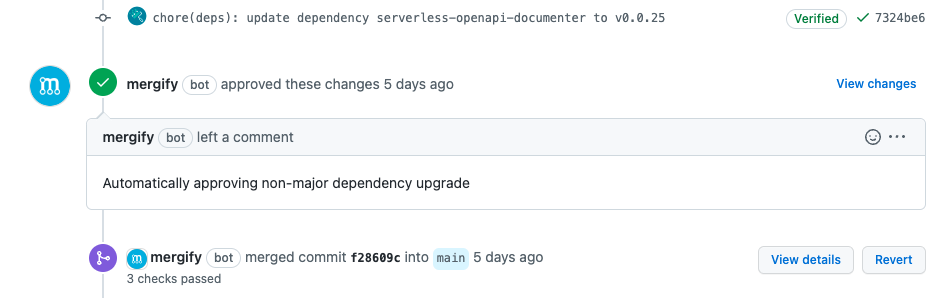 chore(deps): update dependency serverless-openapi-documenter to v0.0.25 Verified 7324be6
mergify bot approved these changes 5 days ago View changes
mergify bot left a comment
Automatically approving non-major dependency upgrade
mergify bot merged commit f28609c into main 5 days ago View details Revert
3 checks passed